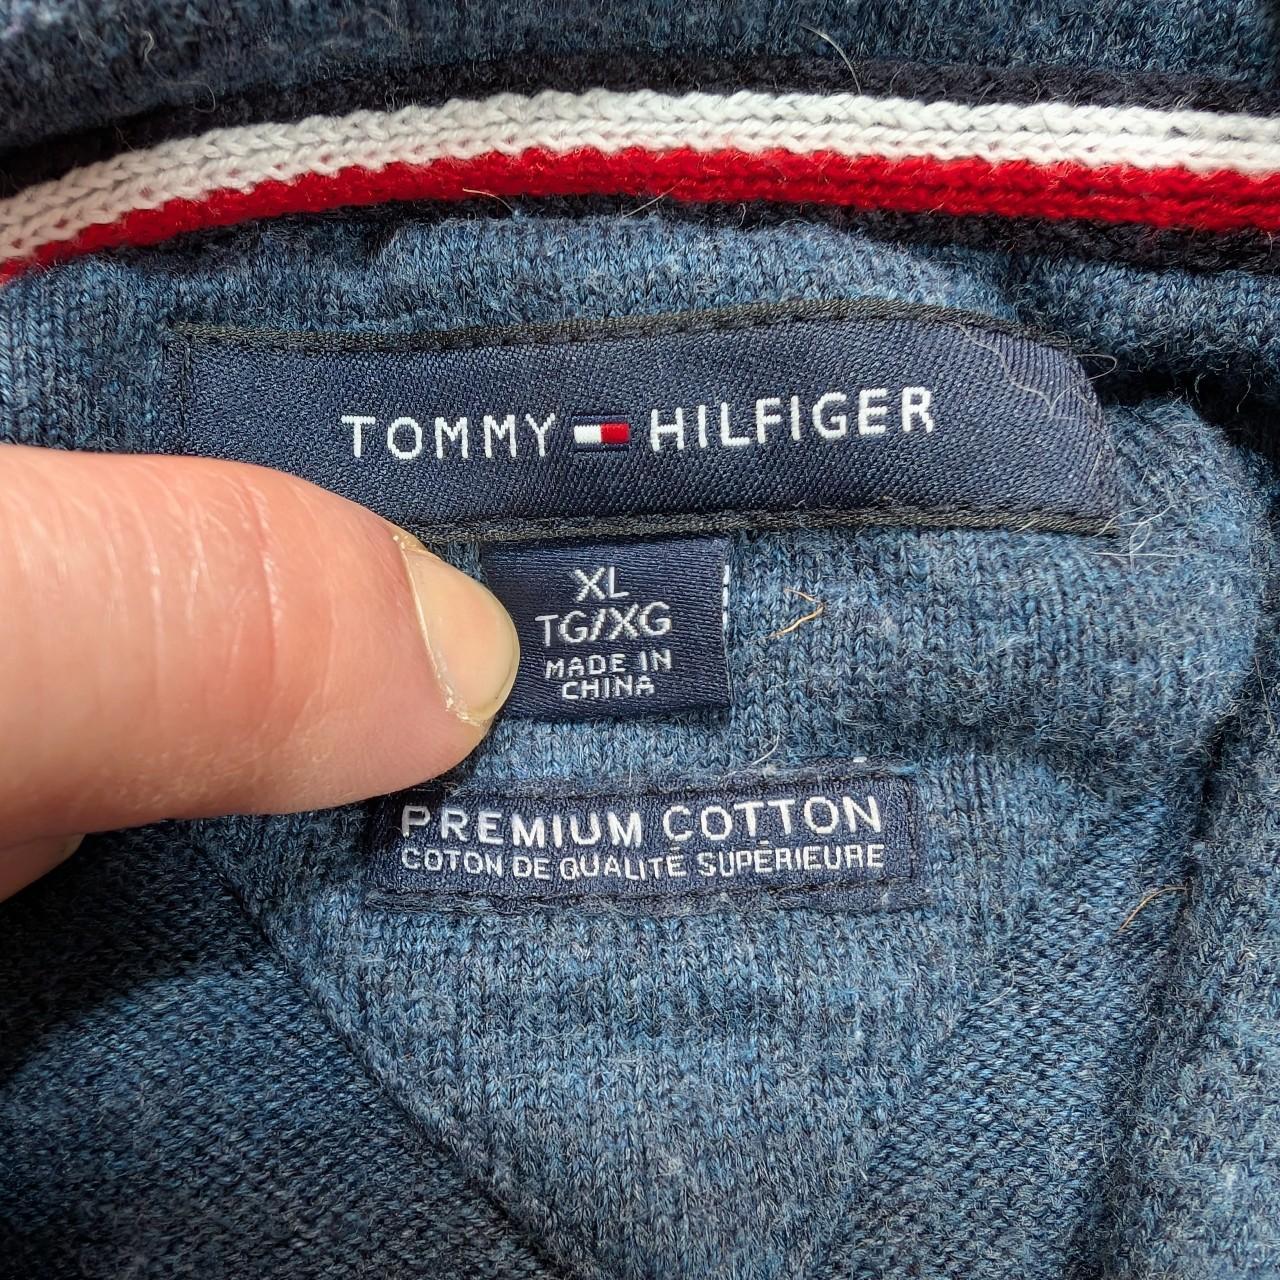 TOMMY HILFIGER
XL
TG/XG
MADE IN
CHINA
PREMIUM COTTON
COTON DE QUALITÉ SUPÉRIEURE